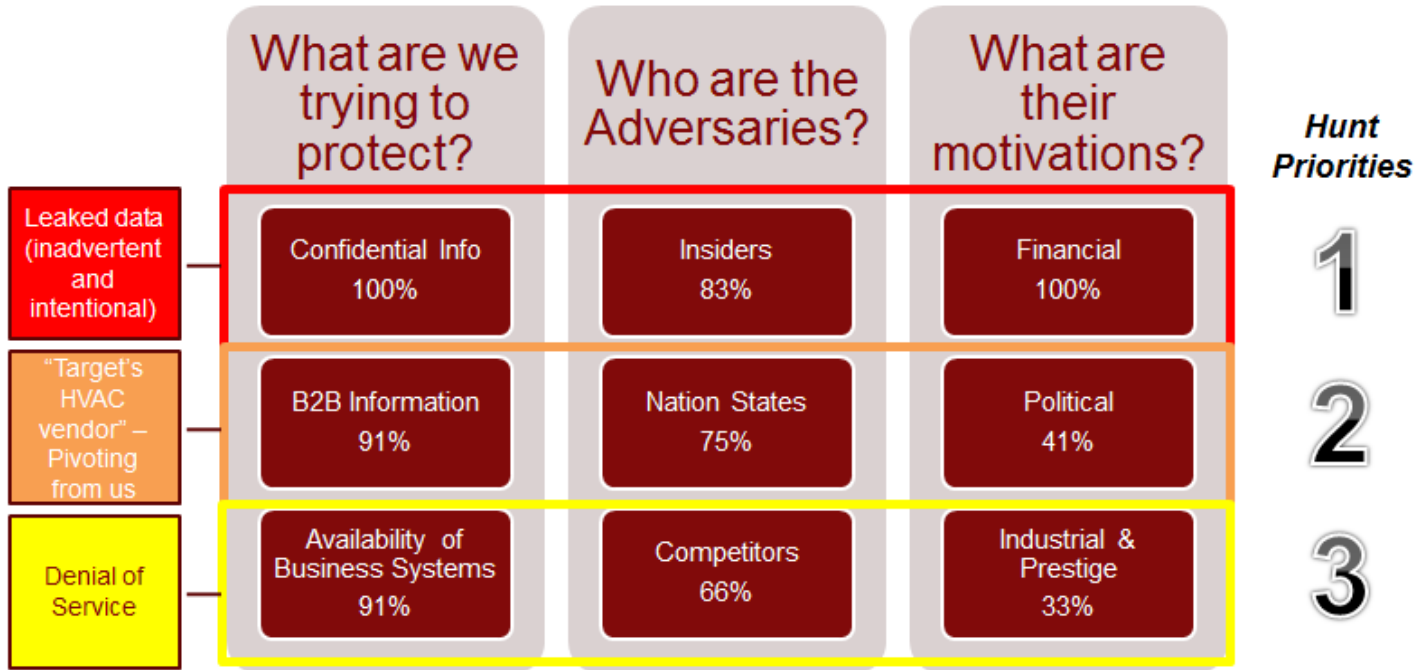 What are we
trying to
protect?
Who are the
Adversaries?
What are
their
motivations?
Hunt
Priorities
Leaked data
(inadvertent
and
intentional)
Confidential Info
100%
Insiders
83%
Financial
100%
1
“Target’s
HVAC
vendor” –
Pivoting
from us
B2B Information
91%
Nation States
75%
Political
41%
2
Denial of
Service
Availability of
Business Systems
91%
Competitors
66%
Industrial &
Prestige
33%
3